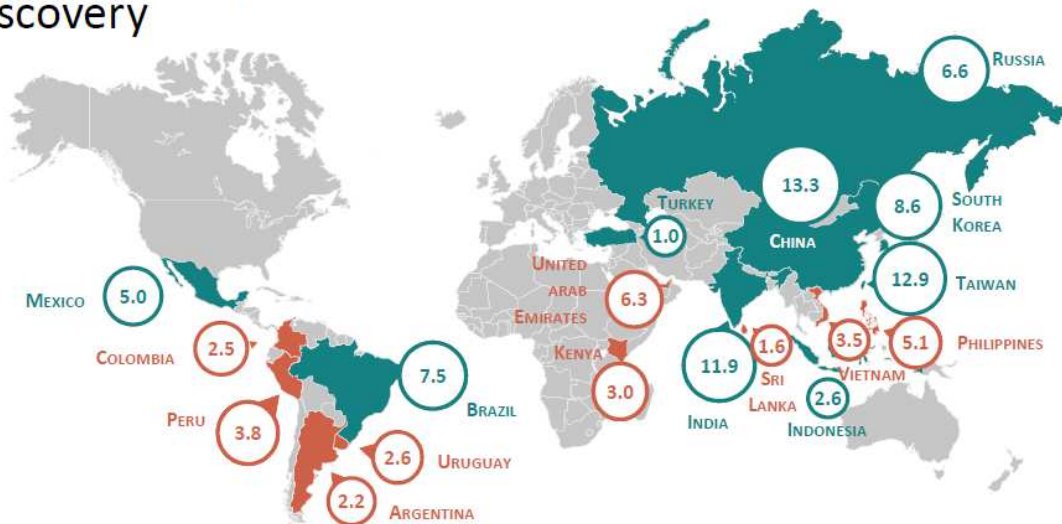 scovery
RUSSIA
6.6
13.3
SOUTH
KOREA
8.6
TURKEY
1.0
CHINA
UNITED
ARAB
EMIRATES
6.3
12.9
TAIWAN
MEXICO
5.0
COLOMBIA
2.5
KENYA
3.0
11.9
INDIA
1.6
SRI
LANKA
3.5
VIETNAM
5.1
PHILIPPINES
2.6
INDONESIA
7.5
BRAZIL
PERU
3.8
2.6
URUGUAY
2.2
ARGENTINA